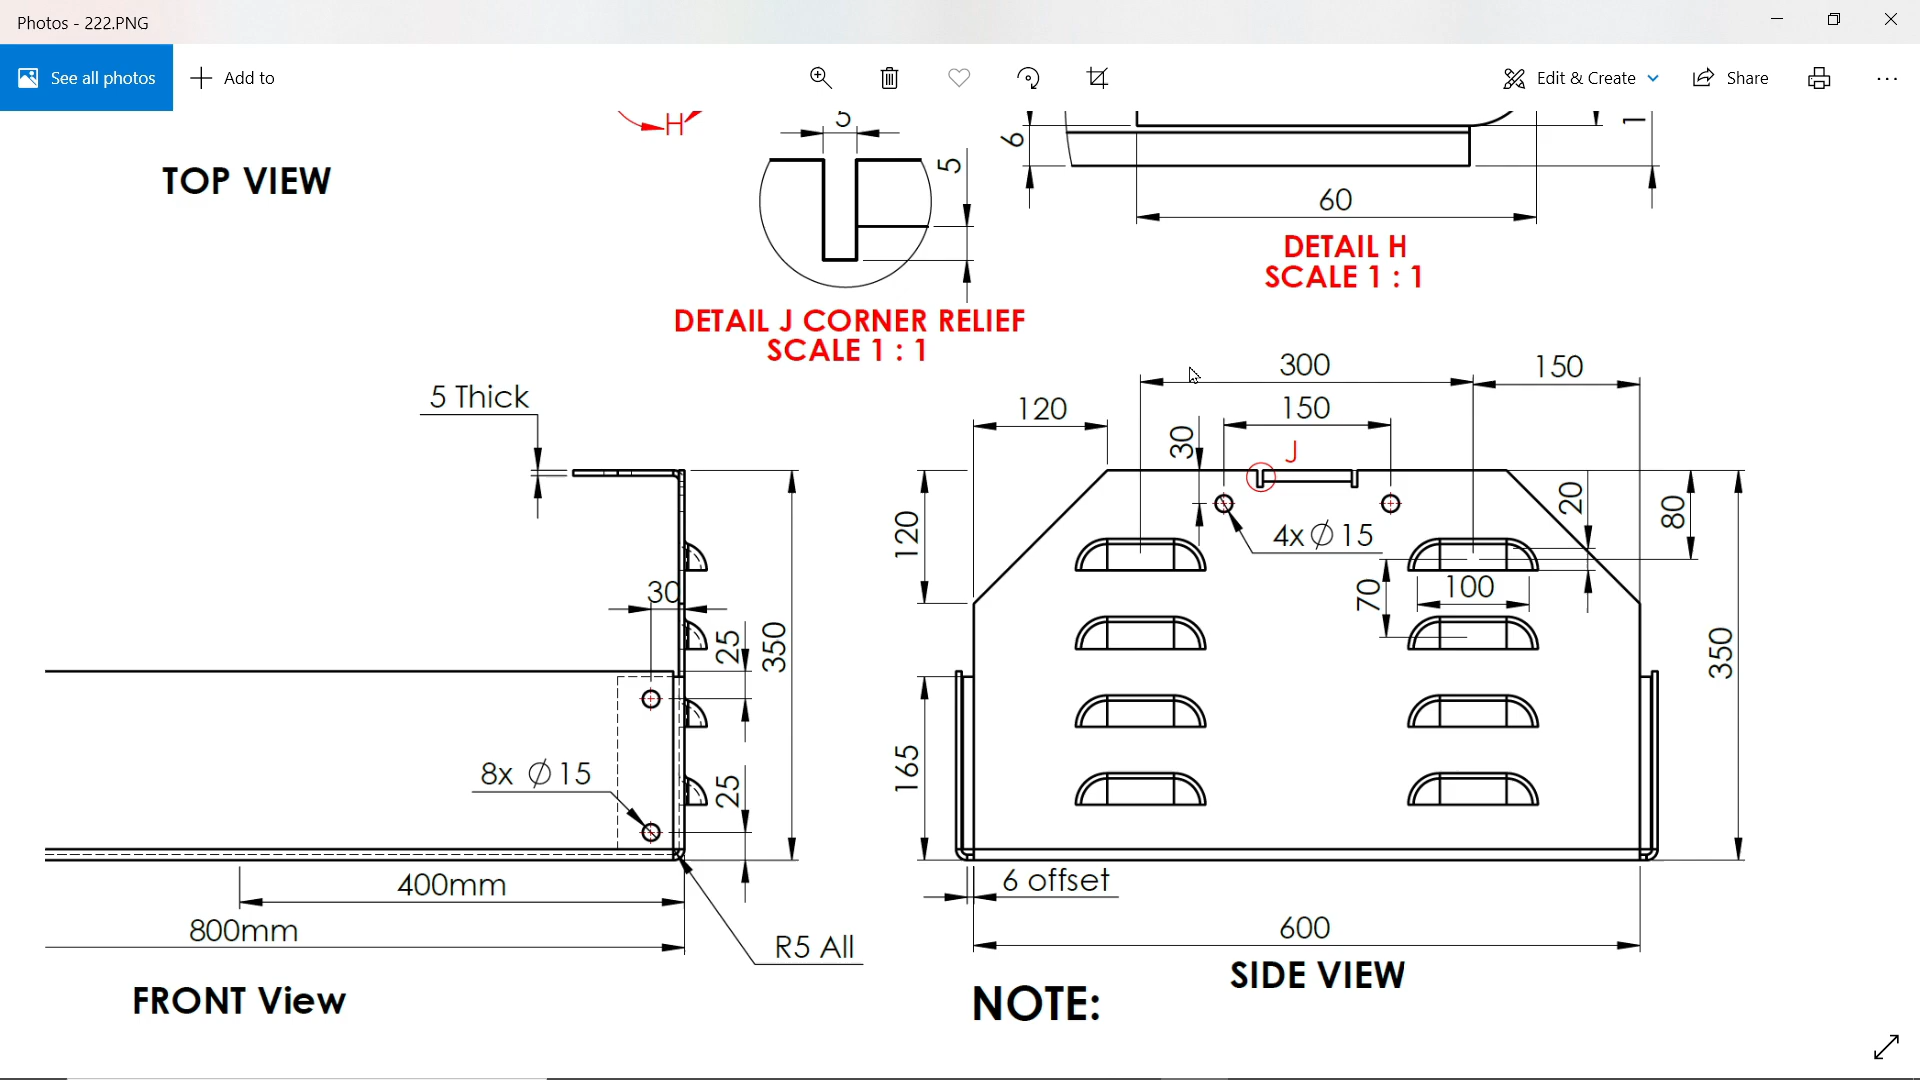 Photos - 222.PNG
See all photos
Add to
Edit & Create
Share
H
5
5
6
1
60
TOP VIEW
DETAIL H
SCALE 1 : 1
DETAIL J CORNER RELIEF
SCALE 1 : 1
5 Thick
30
25
350
25
8x Ø 15
400mm
800mm
R5 All
FRONT View
300
150
120
150
30
J
4x Ø 15
20
80
120
70
100
350
165
6 offset
600
SIDE VIEW
NOTE: